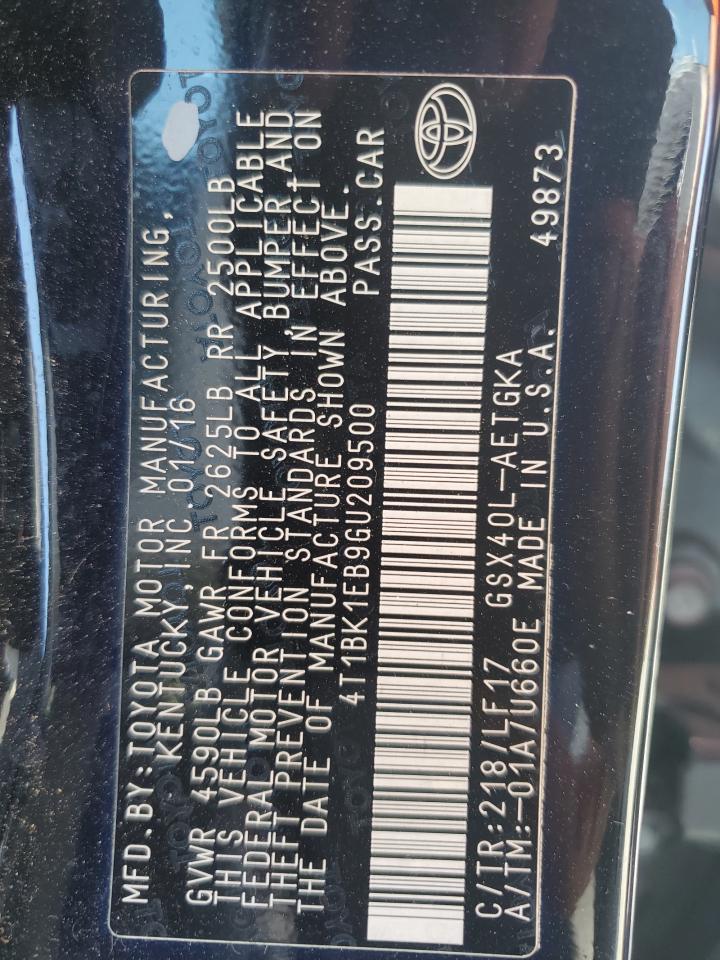 MFD.BY:TOYOTA MOTOR MANUFACTURING,
KENTUCKY,INC.01/16
GVWR 4590LB GAWR FR 2625LB RR 2500LB
THIS VEHICLE CONFORMS TO ALL APPLICABLE
FEDERAL MOTOR VEHICLE SAFETY, BUMPER,AND
THEFT PREVENTION STANDARDS IN EFFECT ON
THE DATE OF MANUFACTURE SHOWN ABOVE.
4T1BK1EB9GU209500 PASS.CAR
C/TR:218/LF17 GSX40L-AETGKA
A/TM:-01A/U660E MADE IN U.S.A. 49873